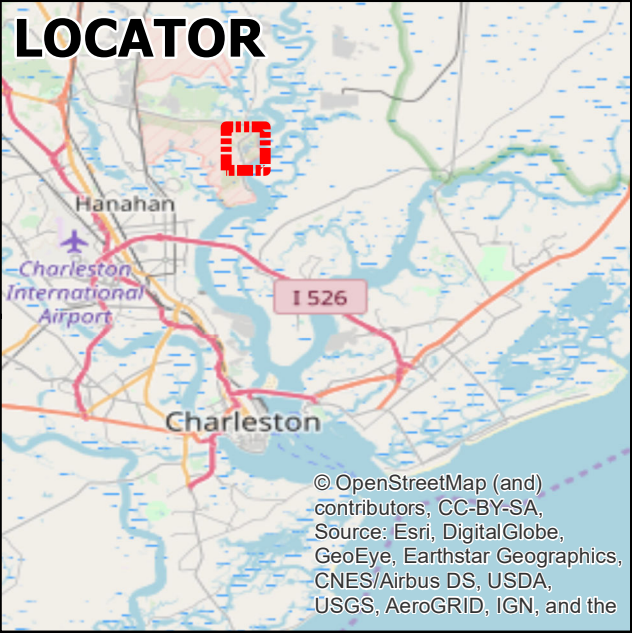 LOCATOR
Hanahan
Charleston
International
Airport
I 526
Charleston
© OpenStreetMap (and)
contributors, CC-BY-SA,
Source: Esri, DigitalGlobe,
GeoEye, Earthstar Geographics,
CNES/Airbus DS, USDA,
USGS, AeroGRID, IGN, and the